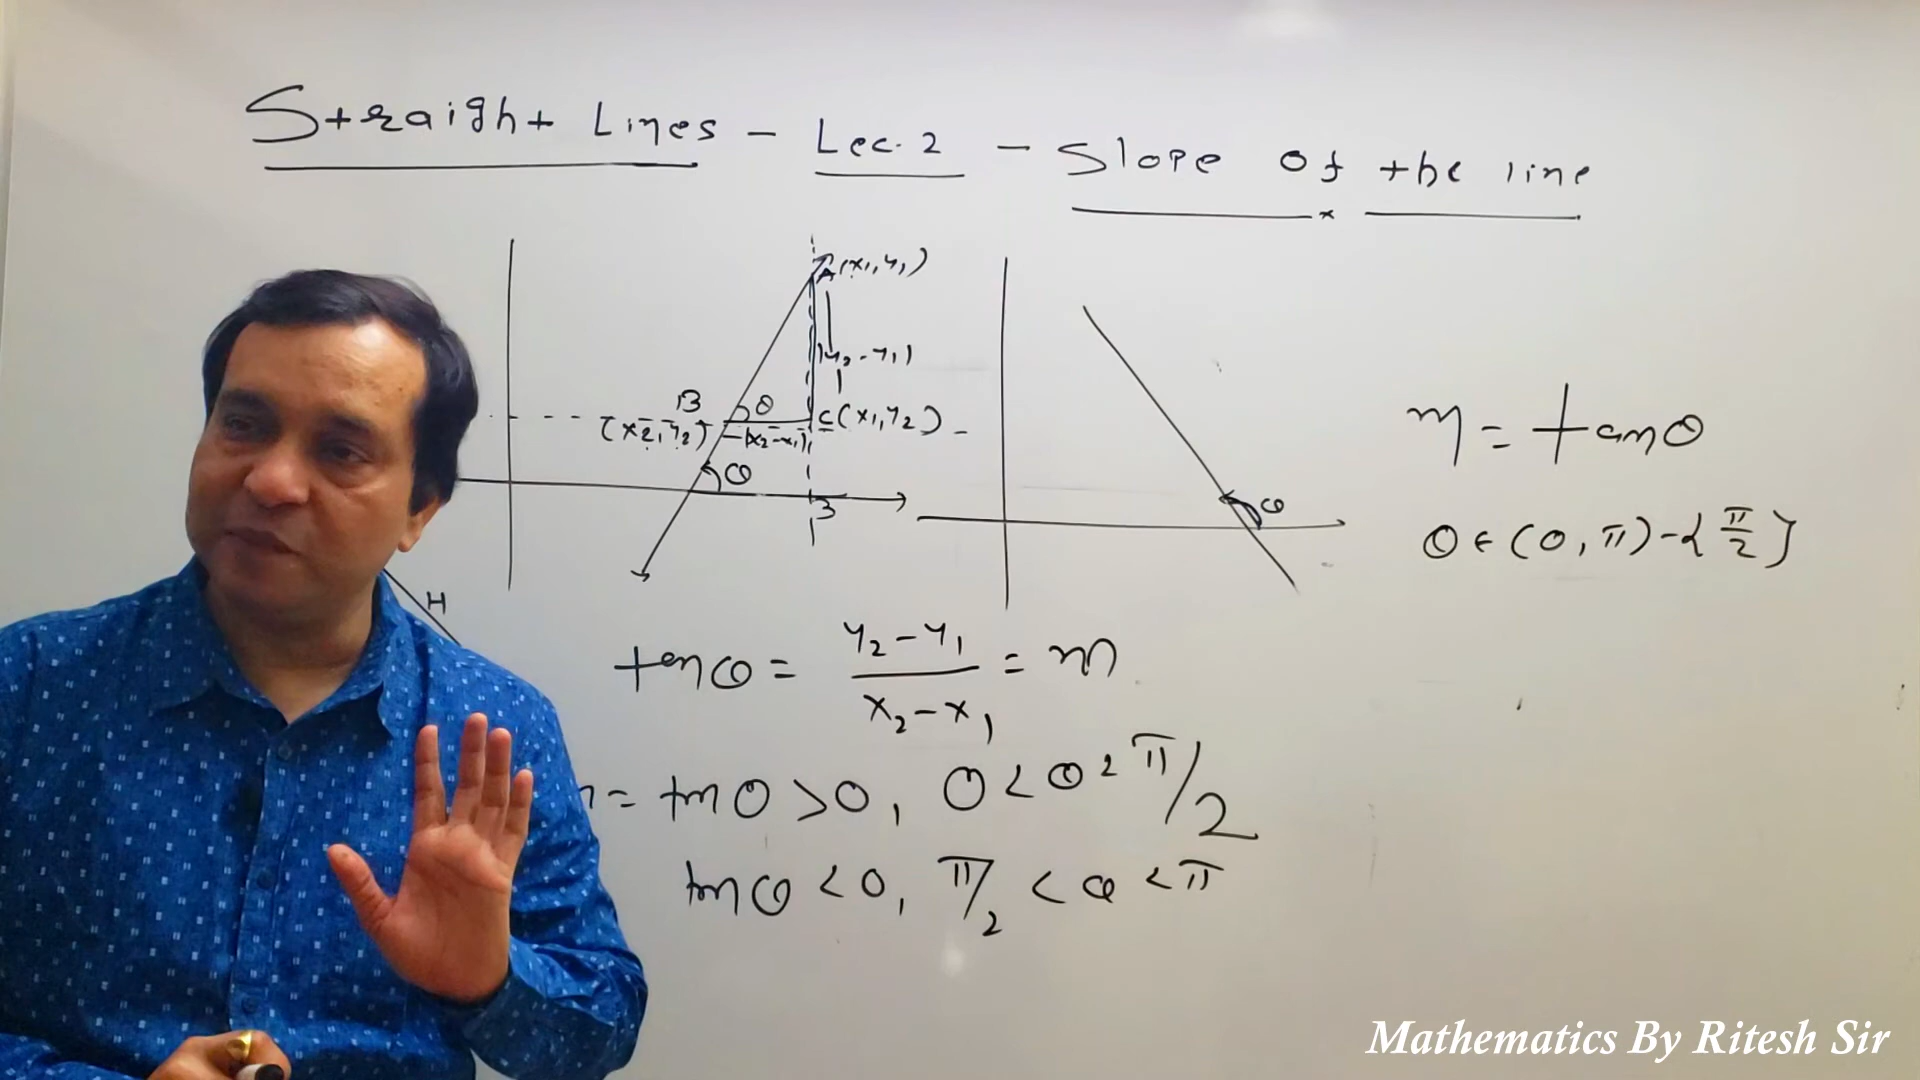 Straight Lines - Lec. 2 - Slope of the line
A(x₁, y₁)
|y₂ - y₁|
B
θ
(x₂, y₂)
|x₂ - x₁|
C(x₁, y₂)
θ
θ
m = tanθ
θ ∈ (0, π) - {π/2}
H
tanθ = (y₂ - y₁)/(x₂ - x₁) = m
= tanθ > 0, 0 < θ < π/2
tanθ < 0, π/2 < θ < π
Mathematics By Ritesh Sir